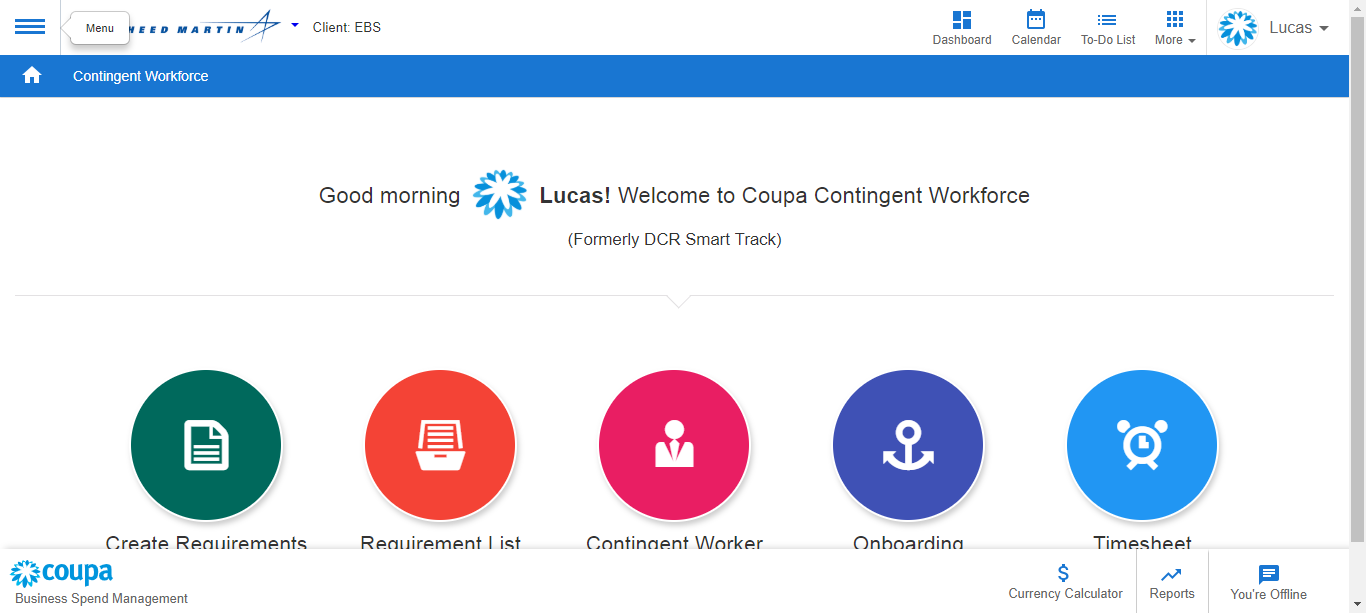 Menu
MARTIN
Client: EBS
Dashboard
Calendar
To-Do List
More
Lucas
Contingent Workforce
Good morning Lucas! Welcome to Coupa Contingent Workforce
(Formerly DCR Smart Track)
Create Requirements
Requirement List
Contingent Worker
Onboarding
Timesheet
coupa
Business Spend Management
$
Currency Calculator
Reports
You're Offline